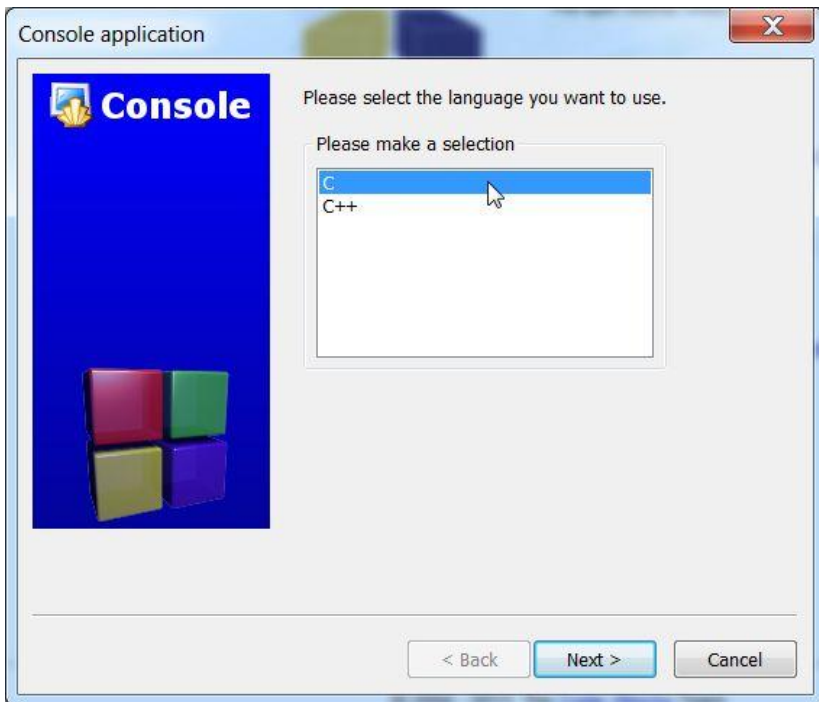 Console application
X
Console
Please select the language you want to use.
Please make a selection
C
C++
< Back
Next >
Cancel